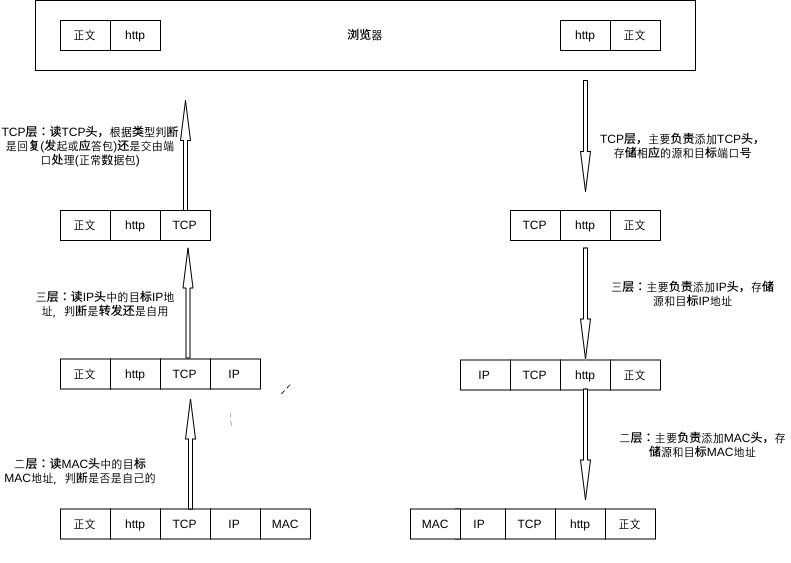 正文 http 浏览器 http 正文
TCP层：读TCP头，根据类型判断
是回复(发起或应答包)还是交由端
口处理(正常数据包)
TCP层，主要负责添加TCP头，
存储相应的源和目标端口号
正文 http TCP
TCP http 正文
三层：读IP头中的目标IP地
址，判断是转发还是自用
三层：主要负责添加IP头，存储
源和目标IP地址
正文 http TCP IP
IP TCP http 正文
二层：读MAC头中的目标
MAC地址，判断是否是自己的
二层：主要负责添加MAC头，存
储源和目标MAC地址
正文 http TCP IP MAC
MAC IP TCP http 正文